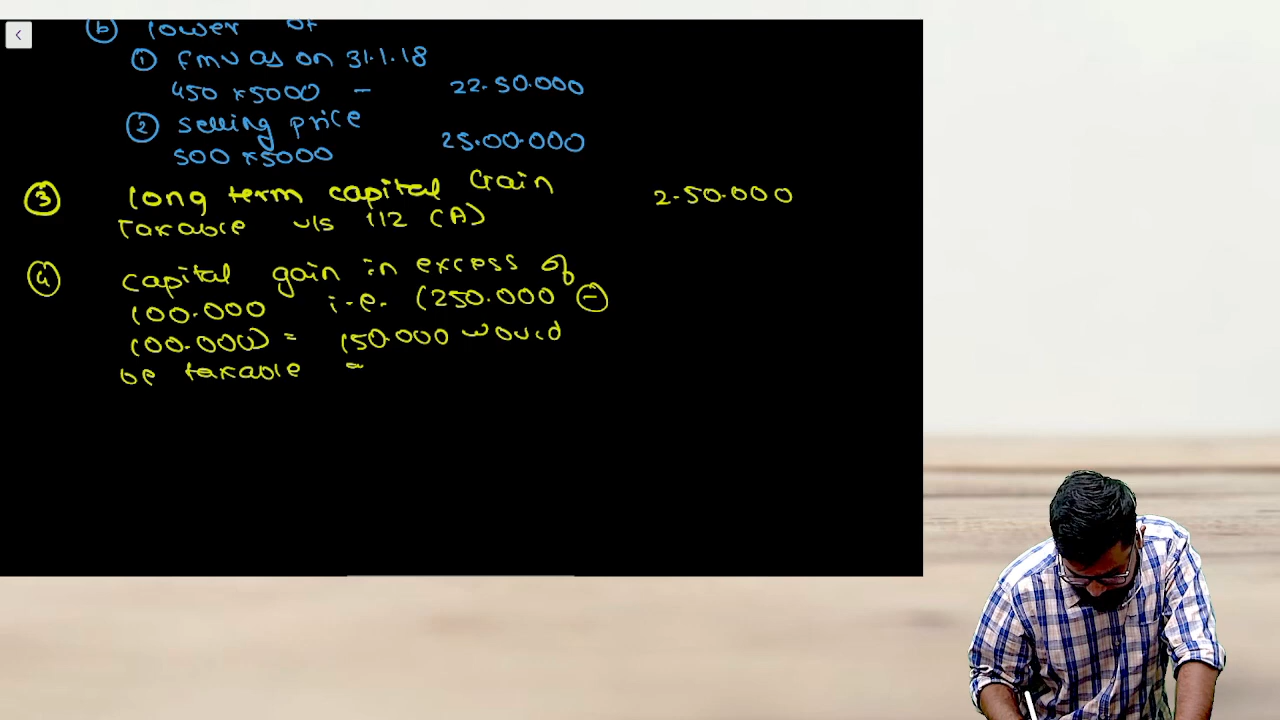 (b) lower of
(1) fmv as on 31.1.18
450 x 5000 - 22.50.000
(2) selling price
500 x 5000 25.00.000
(3) long term capital Gain 2.50.000
Taxable u/s 112 (A)
(4) capital gain in excess of
100.000 i.e. (250.000 (-)
100.000) = 150.000 would
be taxable